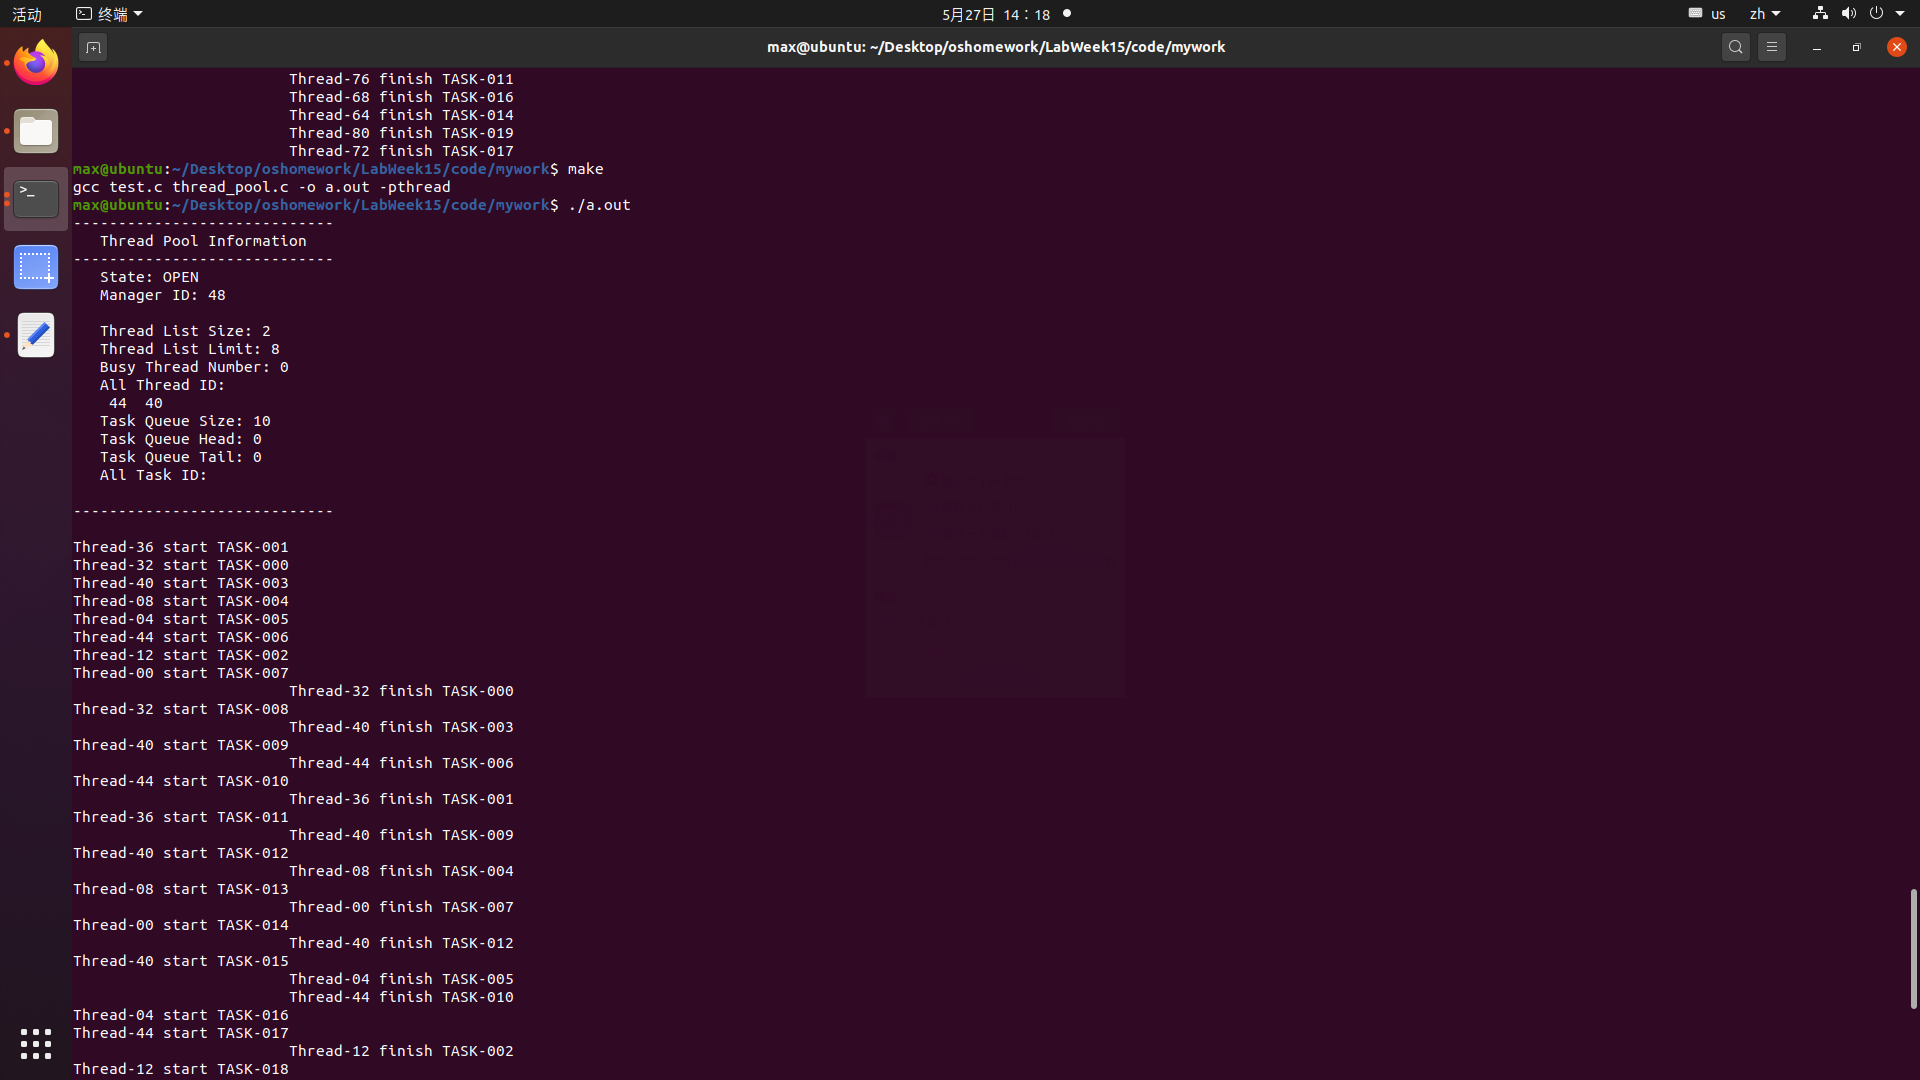 活动
终端
5月27日 14：18
us
zh
max@ubuntu: ~/Desktop/oshomework/LabWeek15/code/mywork
Thread-76 finish TASK-011
Thread-68 finish TASK-016
Thread-64 finish TASK-014
Thread-80 finish TASK-019
Thread-72 finish TASK-017
max@ubuntu:~/Desktop/oshomework/LabWeek15/code/mywork$ make
gcc test.c thread_pool.c -o a.out -pthread
max@ubuntu:~/Desktop/oshomework/LabWeek15/code/mywork$ ./a.out
-----------------------------
Thread Pool Information
-----------------------------
State: OPEN
Manager ID: 48
Thread List Size: 2
Thread List Limit: 8
Busy Thread Number: 0
All Thread ID:
44  40
Task Queue Size: 10
Task Queue Head: 0
Task Queue Tail: 0
All Task ID:
-----------------------------
Thread-36 start TASK-001
Thread-32 start TASK-000
Thread-40 start TASK-003
Thread-08 start TASK-004
Thread-04 start TASK-005
Thread-44 start TASK-006
Thread-12 start TASK-002
Thread-00 start TASK-007
Thread-32 finish TASK-000
Thread-32 start TASK-008
Thread-40 finish TASK-003
Thread-40 start TASK-009
Thread-44 finish TASK-006
Thread-44 start TASK-010
Thread-36 finish TASK-001
Thread-36 start TASK-011
Thread-40 finish TASK-009
Thread-40 start TASK-012
Thread-08 finish TASK-004
Thread-08 start TASK-013
Thread-00 finish TASK-007
Thread-00 start TASK-014
Thread-40 finish TASK-012
Thread-40 start TASK-015
Thread-04 finish TASK-005
Thread-44 finish TASK-010
Thread-04 start TASK-016
Thread-44 start TASK-017
Thread-12 finish TASK-002
Thread-12 start TASK-018